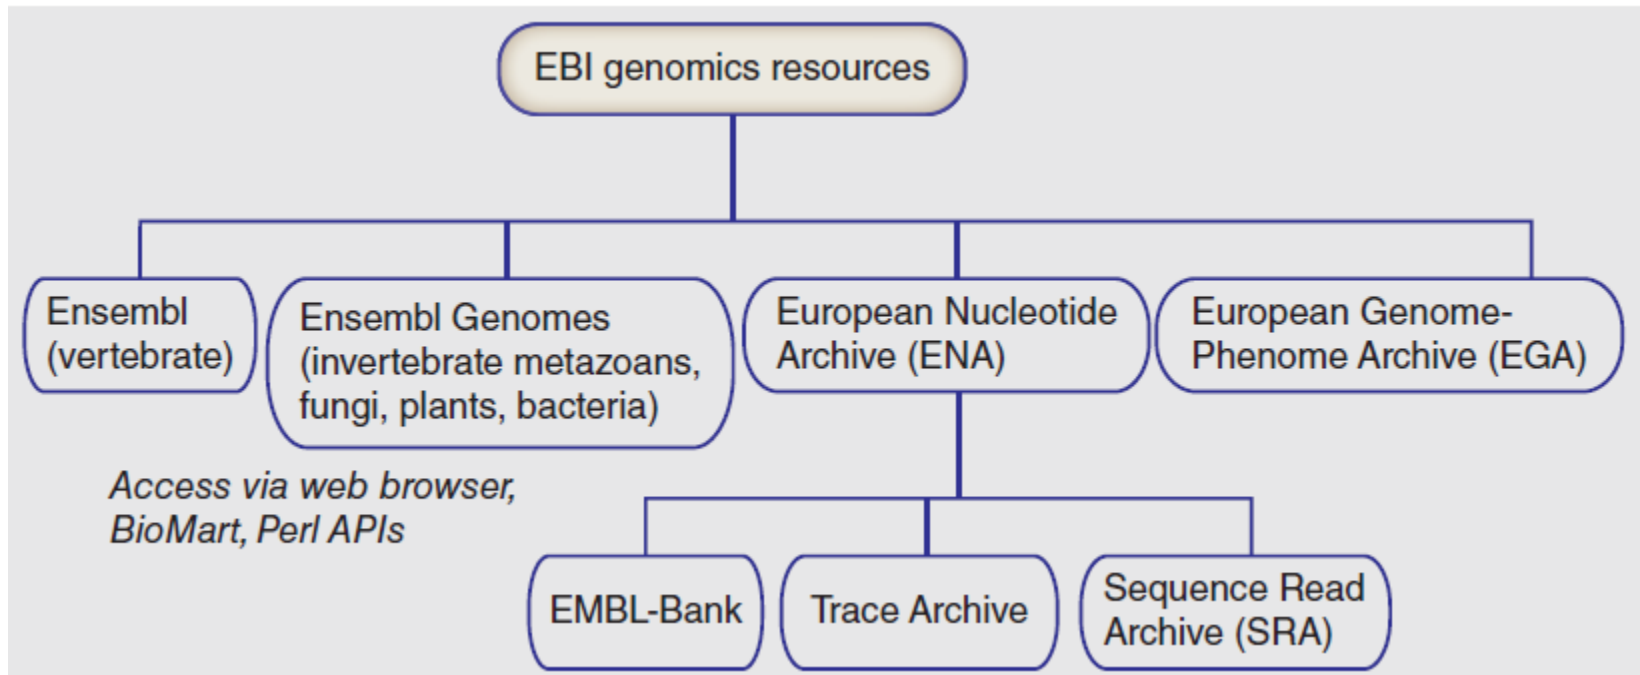 EBI genomics resources
Ensembl
(vertebrate)
Ensembl Genomes
(invertebrate metazoans,
fungi, plants, bacteria)
European Nucleotide
Archive (ENA)
European Genome-
Phenome Archive (EGA)
Access via web browser,
BioMart, Perl APIs
EMBL-Bank
Trace Archive
Sequence Read
Archive (SRA)